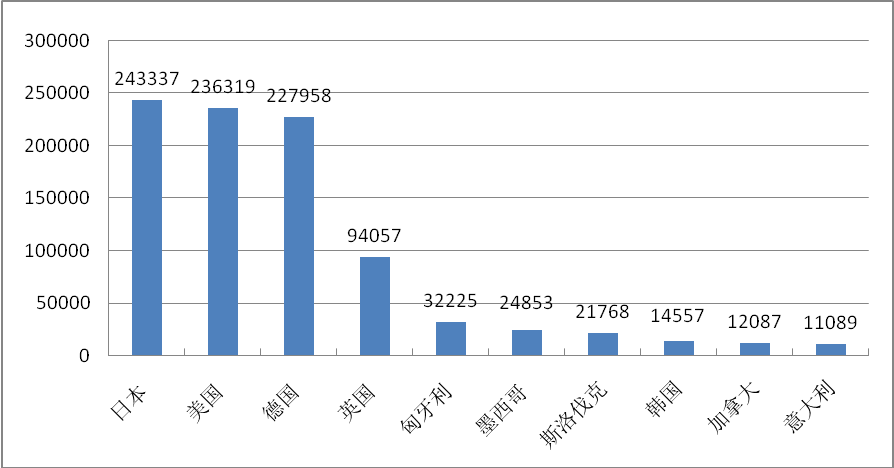 300000
250000
200000
150000
100000
50000
0
243337
236319
227958
94057
32225
24853
21768
14557
12087
11089
日本
美国
德国
英国
匈牙利
墨西哥
斯洛伐克
韩国
加拿大
意大利